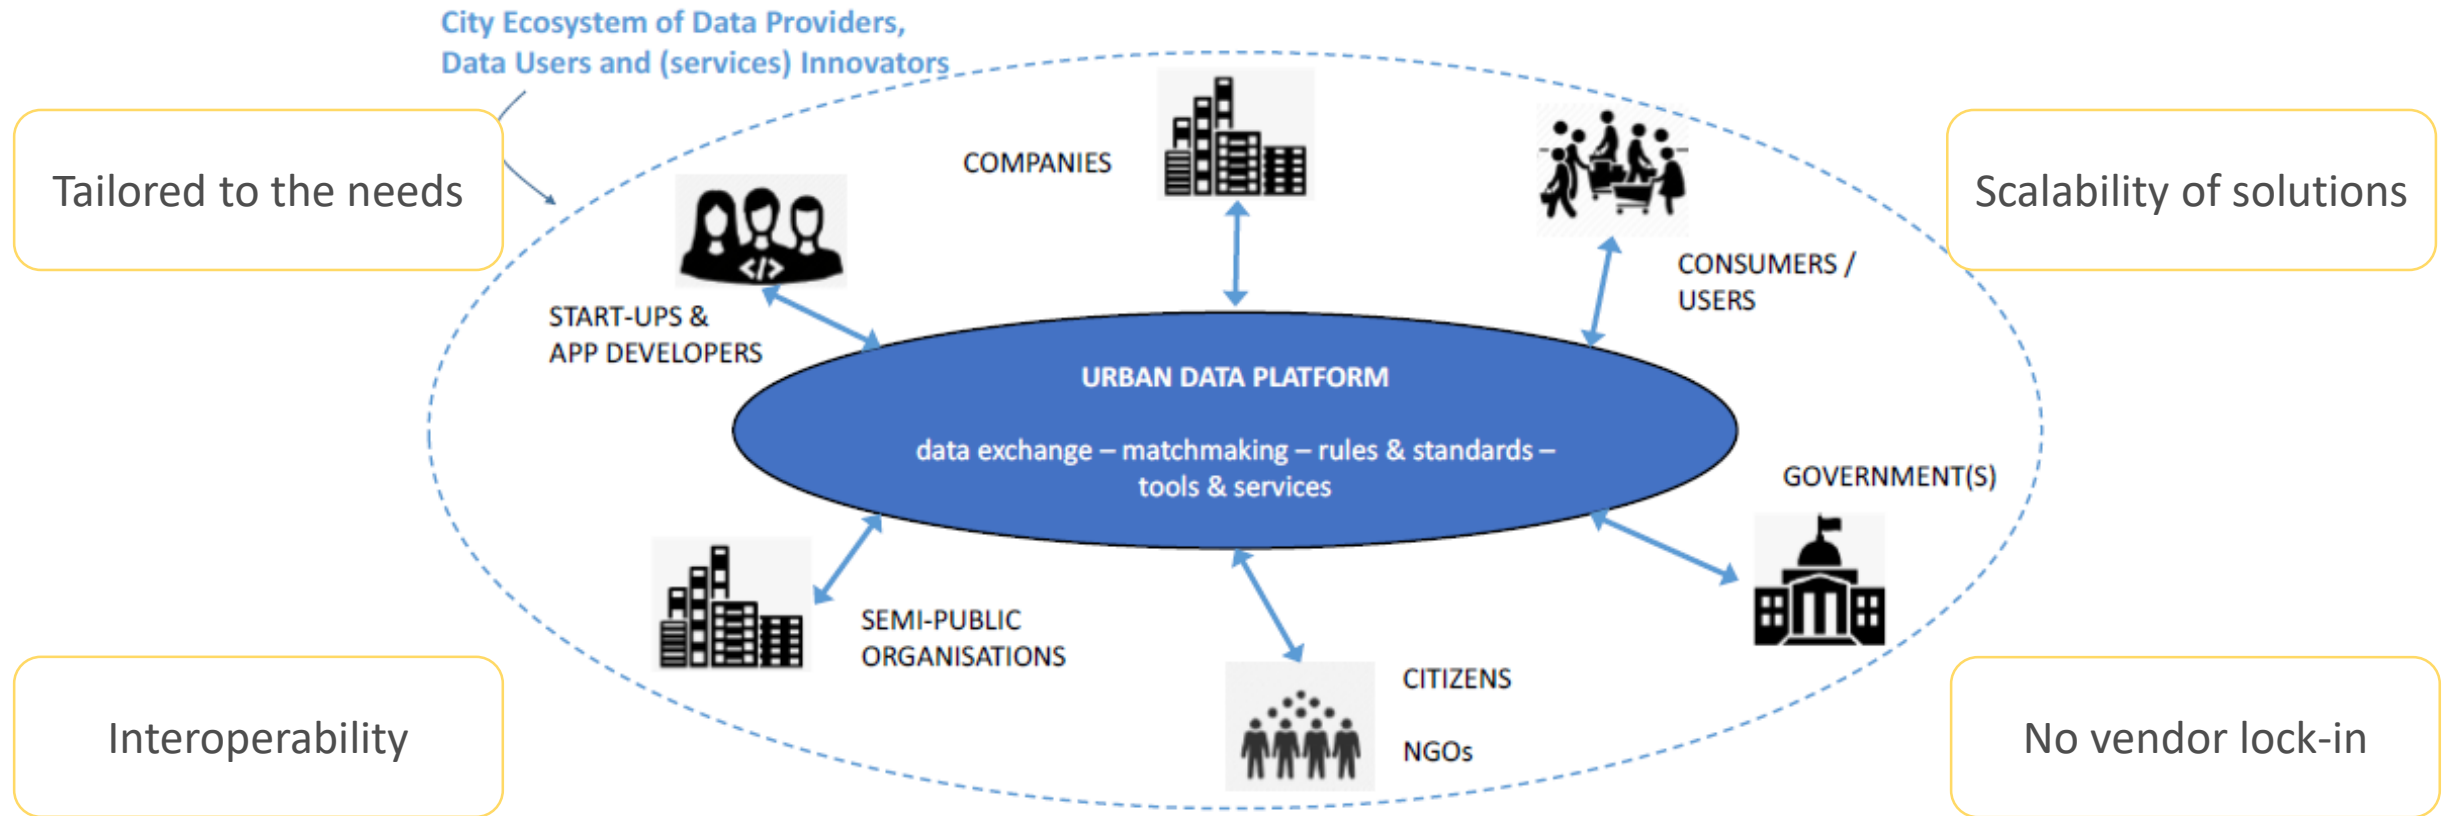 City Ecosystem of Data Providers,
Data Users and (services) Innovators
Tailored to the needs
COMPANIES
Scalability of solutions
</>
CONSUMERS /
USERS
START-UPS &
APP DEVELOPERS
URBAN DATA PLATFORM
data exchange – matchmaking – rules & standards –
tools & services
GOVERNMENT(S)
SEMI-PUBLIC
ORGANISATIONS
CITIZENS
NGOs
Interoperability
No vendor lock-in